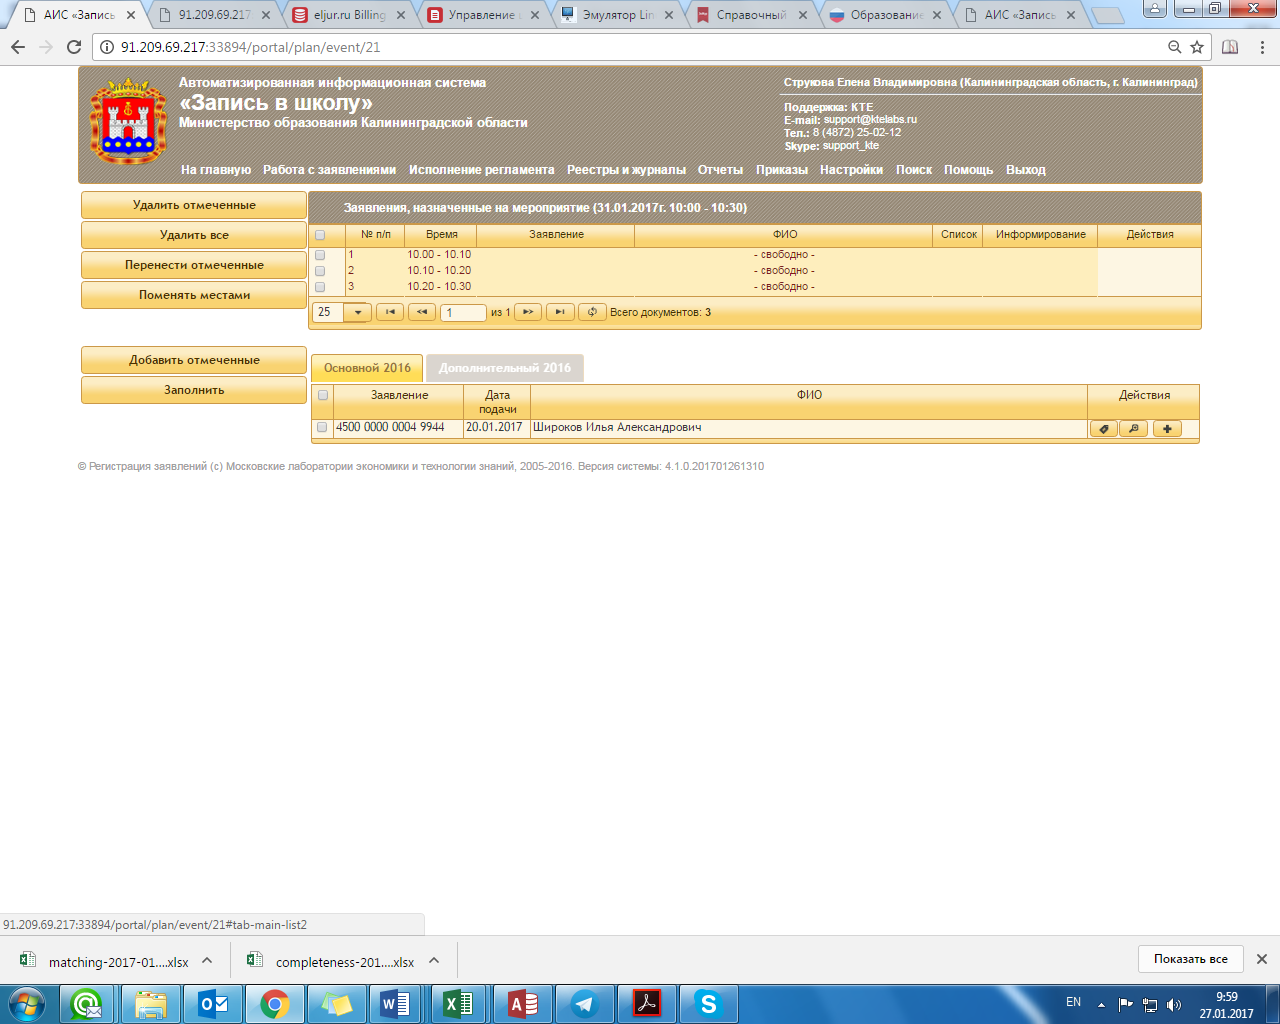 АИС «Запись
91.209.69.217:
eljur.ru Billing
Управление
Эмулятор Lin
Справочный
Образование
АИС «Запись
91.209.69.217:33894/portal/plan/event/21
Автоматизированная информационная система
«Запись в школу»
Министерство образования Калининградской области
Струкова Елена Владимировна (Калининградская область, г. Калининград)
Поддержка: КТЕ
E-mail: support@ktelabs.ru
Тел.: 8 (4872) 25-02-12
Skype: support_kte
На главную Работа с заявлениями Исполнение регламента Реестры и журналы Отчеты Приказы Настройки Поиск Помощь Выход
Удалить отмеченные
Удалить все
Перенести отмеченные
Поменять местами
Заявления, назначенные на мероприятие (31.01.2017г. 10:00 - 10:30)
№ п/п Время Заявление ФИО Список Информирование Действия
1 10.00 - 10.10 - свободно -
2 10.10 - 10.20 - свободно -
3 10.20 - 10.30 - свободно -
25 1 из 1 Всего документов: 3
Добавить отмеченные
Заполнить
Основной 2016 Дополнительный 2016
Заявление Дата подачи ФИО Действия
4500 0000 0004 9944 20.01.2017 Широков Илья Александрович
© Регистрация заявлений (с) Московские лаборатории экономики и технологии знаний, 2005-2016. Версия системы: 4.1.0.201701261310
91.209.69.217:33894/portal/plan/event/21#tab-main-list2
matching-2017-01....xlsx
completeness-201....xlsx
Показать все
EN
9:59
27.01.2017